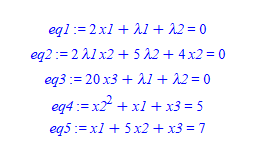 eq1 := 2 x1 + λ1 + λ2 = 0
eq2 := 2 λ1 x2 + 5 λ2 + 4 x2 = 0
eq3 := 20 x3 + λ1 + λ2 = 0
eq4 := x2² + x1 + x3 = 5
eq5 := x1 + 5 x2 + x3 = 7